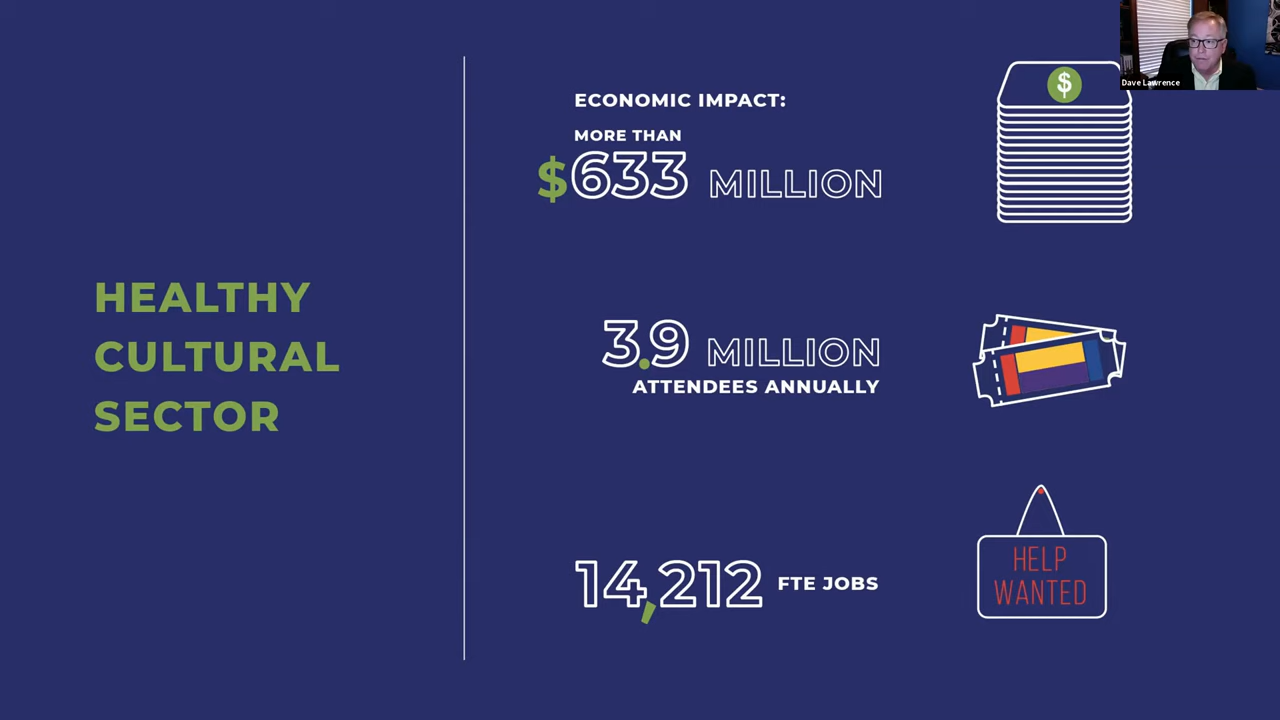 Dave Lawrence
HEALTHY
CULTURAL
SECTOR
ECONOMIC IMPACT:
MORE THAN
$633 MILLION
$
3.9 MILLION
ATTENDEES ANNUALLY
14,212 FTE JOBS
HELP
WANTED